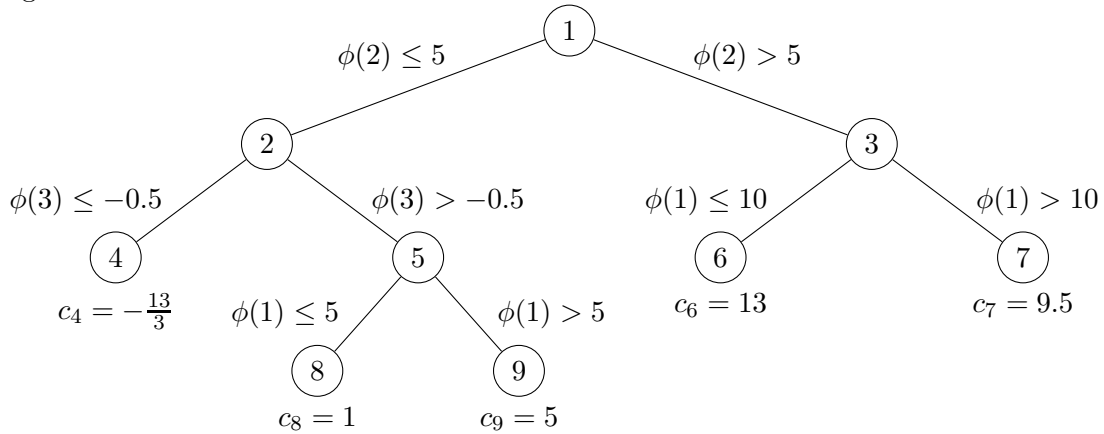 1
ϕ(2) ≤ 5
ϕ(2) > 5
2
3
ϕ(3) ≤ −0.5
ϕ(3) > −0.5
ϕ(1) ≤ 10
ϕ(1) > 10
4
5
6
7
c₄ = −13/3
ϕ(1) ≤ 5
ϕ(1) > 5
c₆ = 13
c₇ = 9.5
8
9
c₈ = 1
c₉ = 5